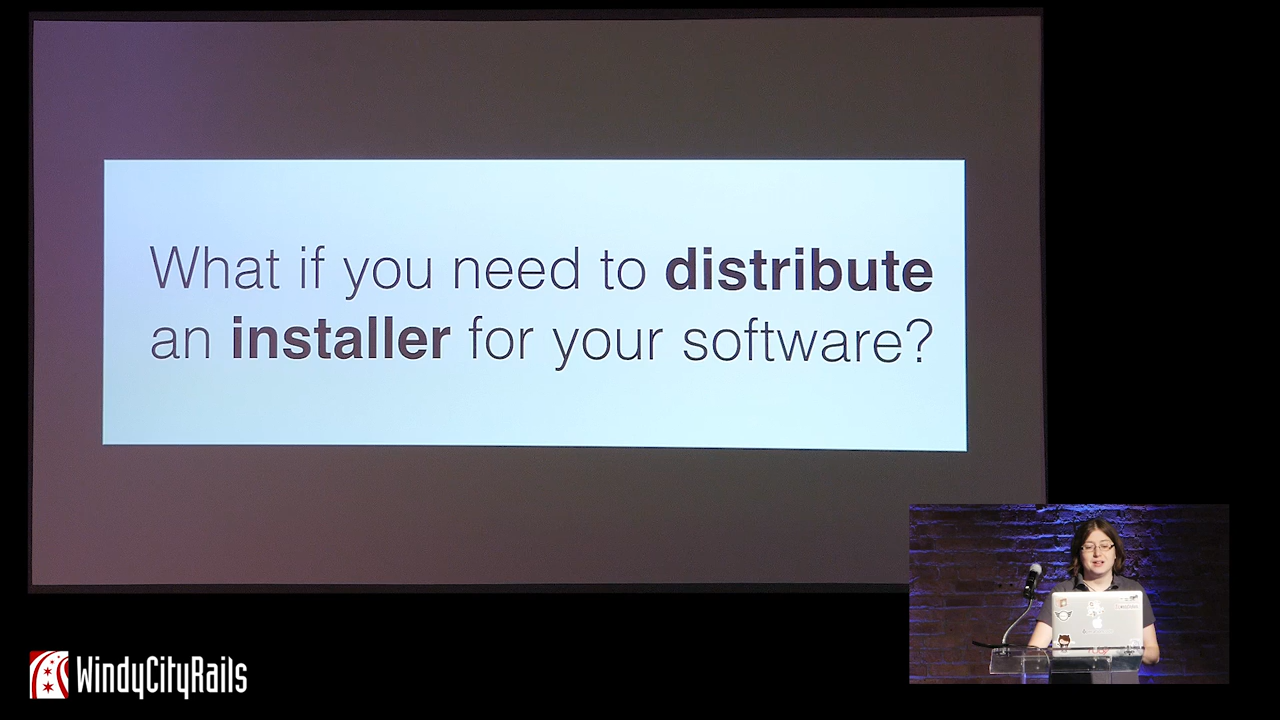 What if you need to distribute
an installer for your software?
WindyCityRails